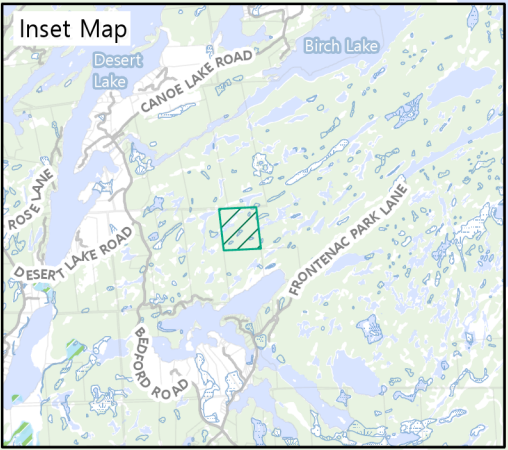 Inset Map
Desert
Lake
Birch Lake
CANOE LAKE ROAD
ROSE LANE
FRONTENAC PARK LANE
DESERT LAKE ROAD
BEDFORD ROAD